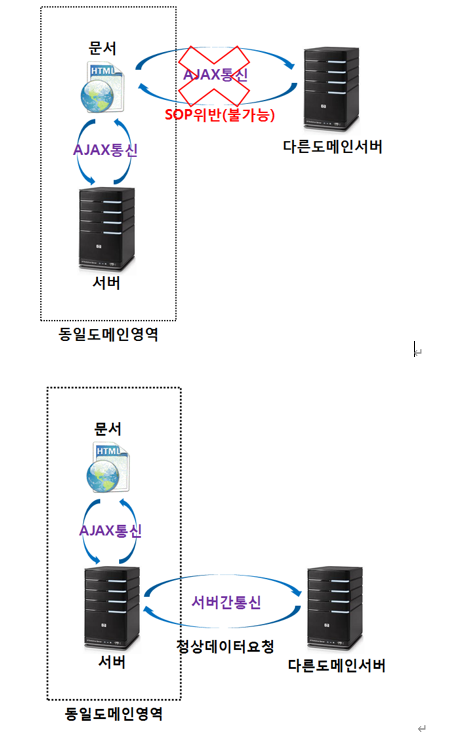 문서
HTML
AJAX통신
SOP위반(불가능)
다른도메인서버
AJAX통신
서버
동일도메인영역
문서
HTML
AJAX통신
서버간통신
정상데이터요청
서버
다른도메인서버
동일도메인영역